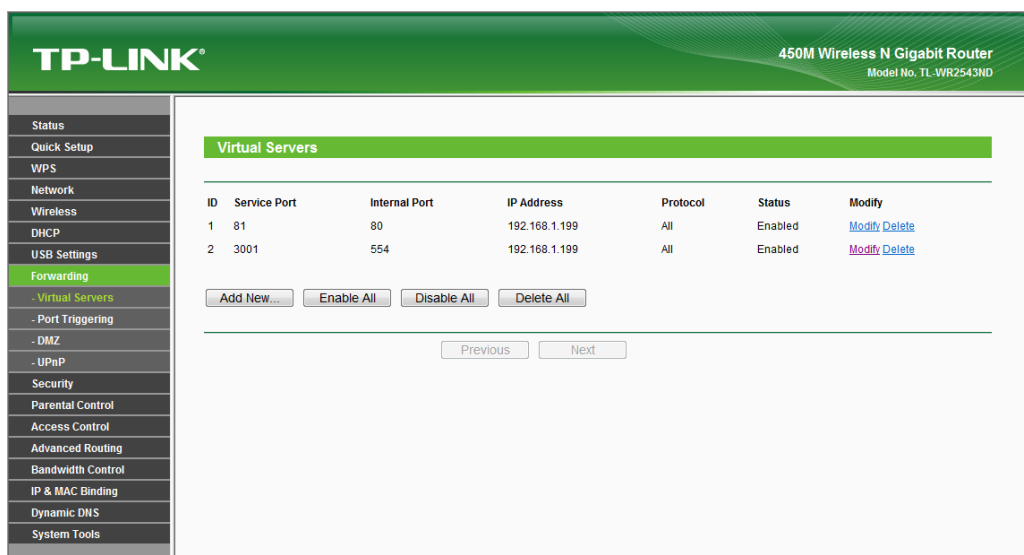 TP-LINK®
450M Wireless N Gigabit Router
Model No. TL-WR2543ND
Status
Quick Setup
WPS
Network
Wireless
DHCP
USB Settings
Forwarding
- Virtual Servers
- Port Triggering
- DMZ
- UPnP
Security
Parental Control
Access Control
Advanced Routing
Bandwidth Control
IP & MAC Binding
Dynamic DNS
System Tools
Virtual Servers
ID Service Port Internal Port IP Address Protocol Status Modify
1 81 80 192.168.1.199 All Enabled Modify Delete
2 3001 554 192.168.1.199 All Enabled Modify Delete
Add New... Enable All Disable All Delete All
Previous Next